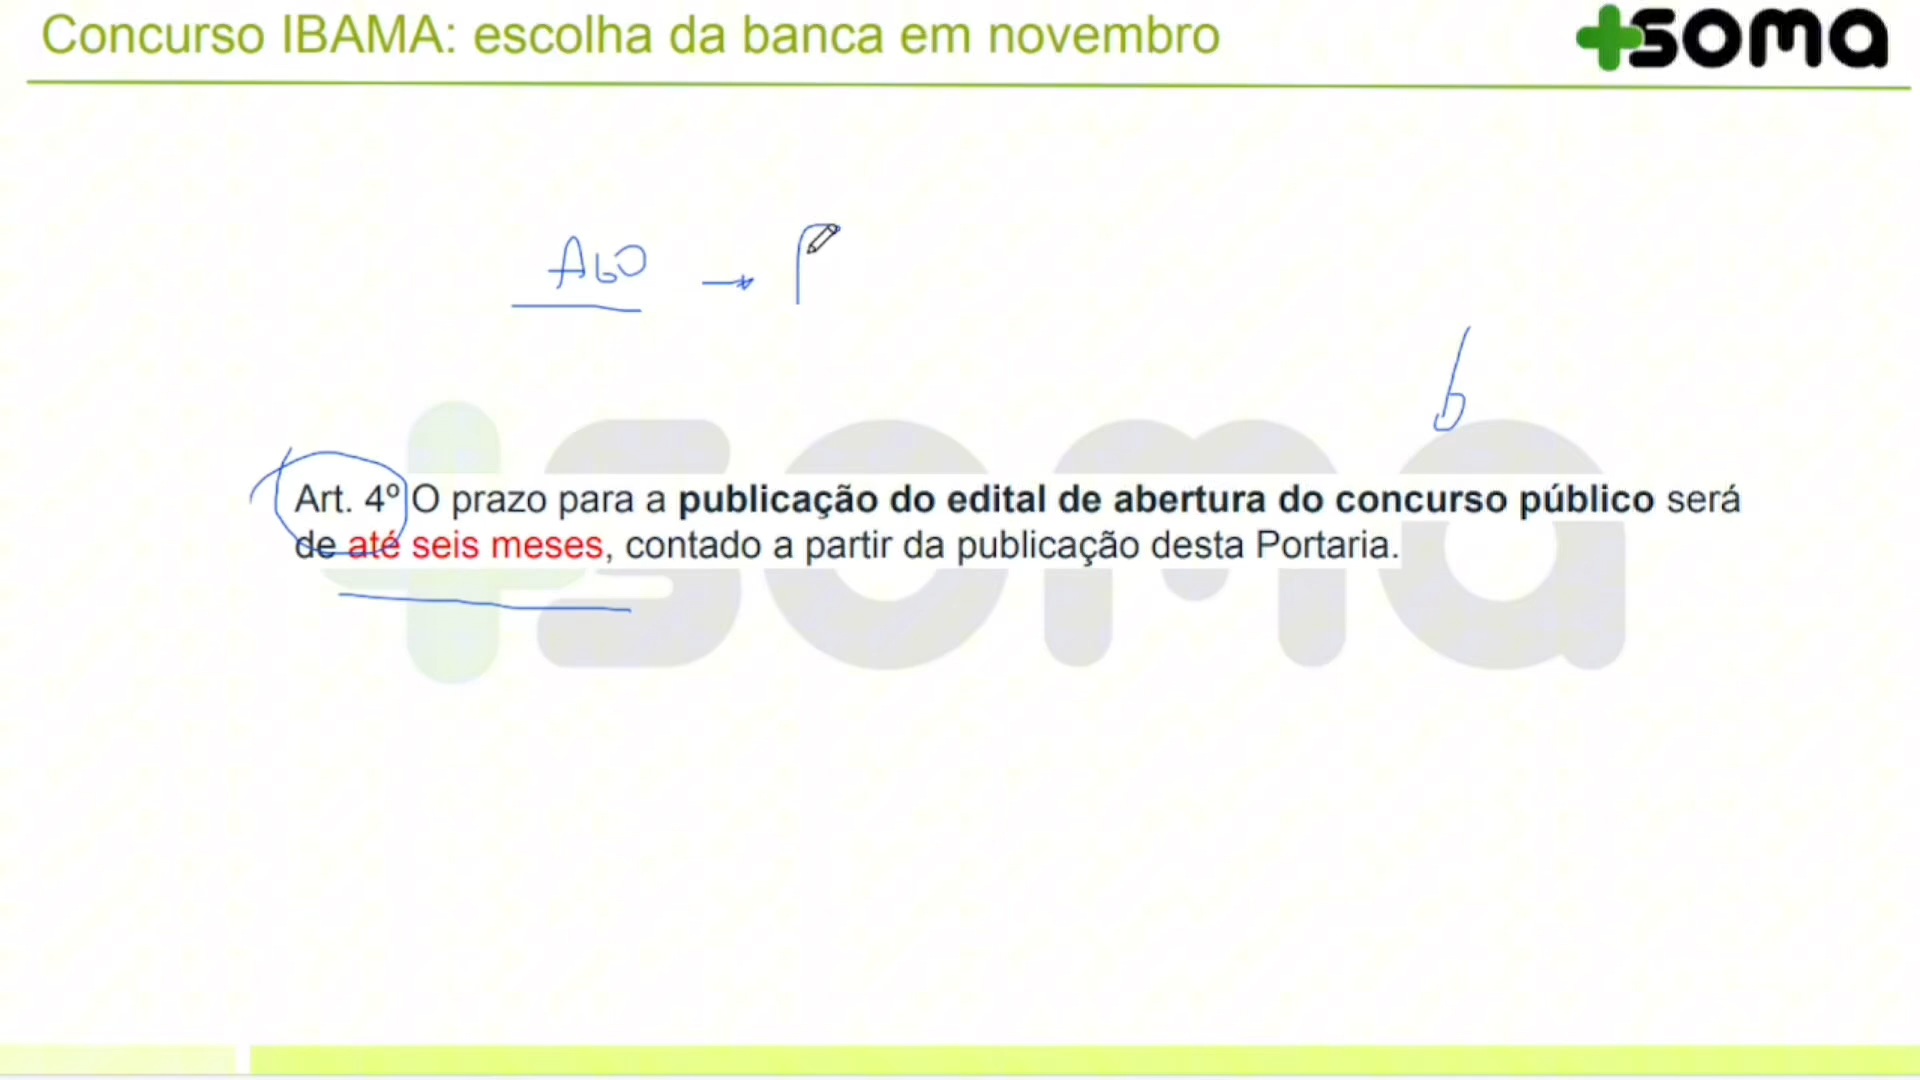 Concurso IBAMA: escolha da banca em novembro
+soma
AGO →
6
Art. 4º O prazo para a publicação do edital de abertura do concurso público será
de até seis meses, contado a partir da publicação desta Portaria.
+soma